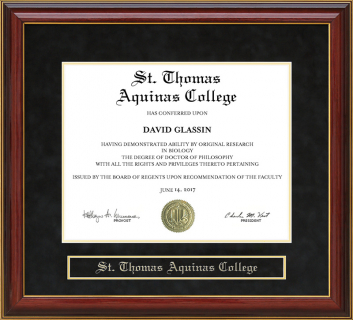 St. Thomas
Aquinas College
HAS CONFERRED UPON
DAVID GLASSIN
HAVING DEMONSTRATED ABILITY BY ORIGINAL RESEARCH
IN BIOLOGY
THE DEGREE OF DOCTOR OF PHILOSOPHY
WITH ALL THE RIGHTS AND PRIVILEGES THERETO PERTAINING
ISSUED BY THE BOARD OF REGENTS UPON RECOMMENDATION OF THE FACULTY
JUNE 14, 2017
PROVOST
PRESIDENT
St. Thomas Aquinas College